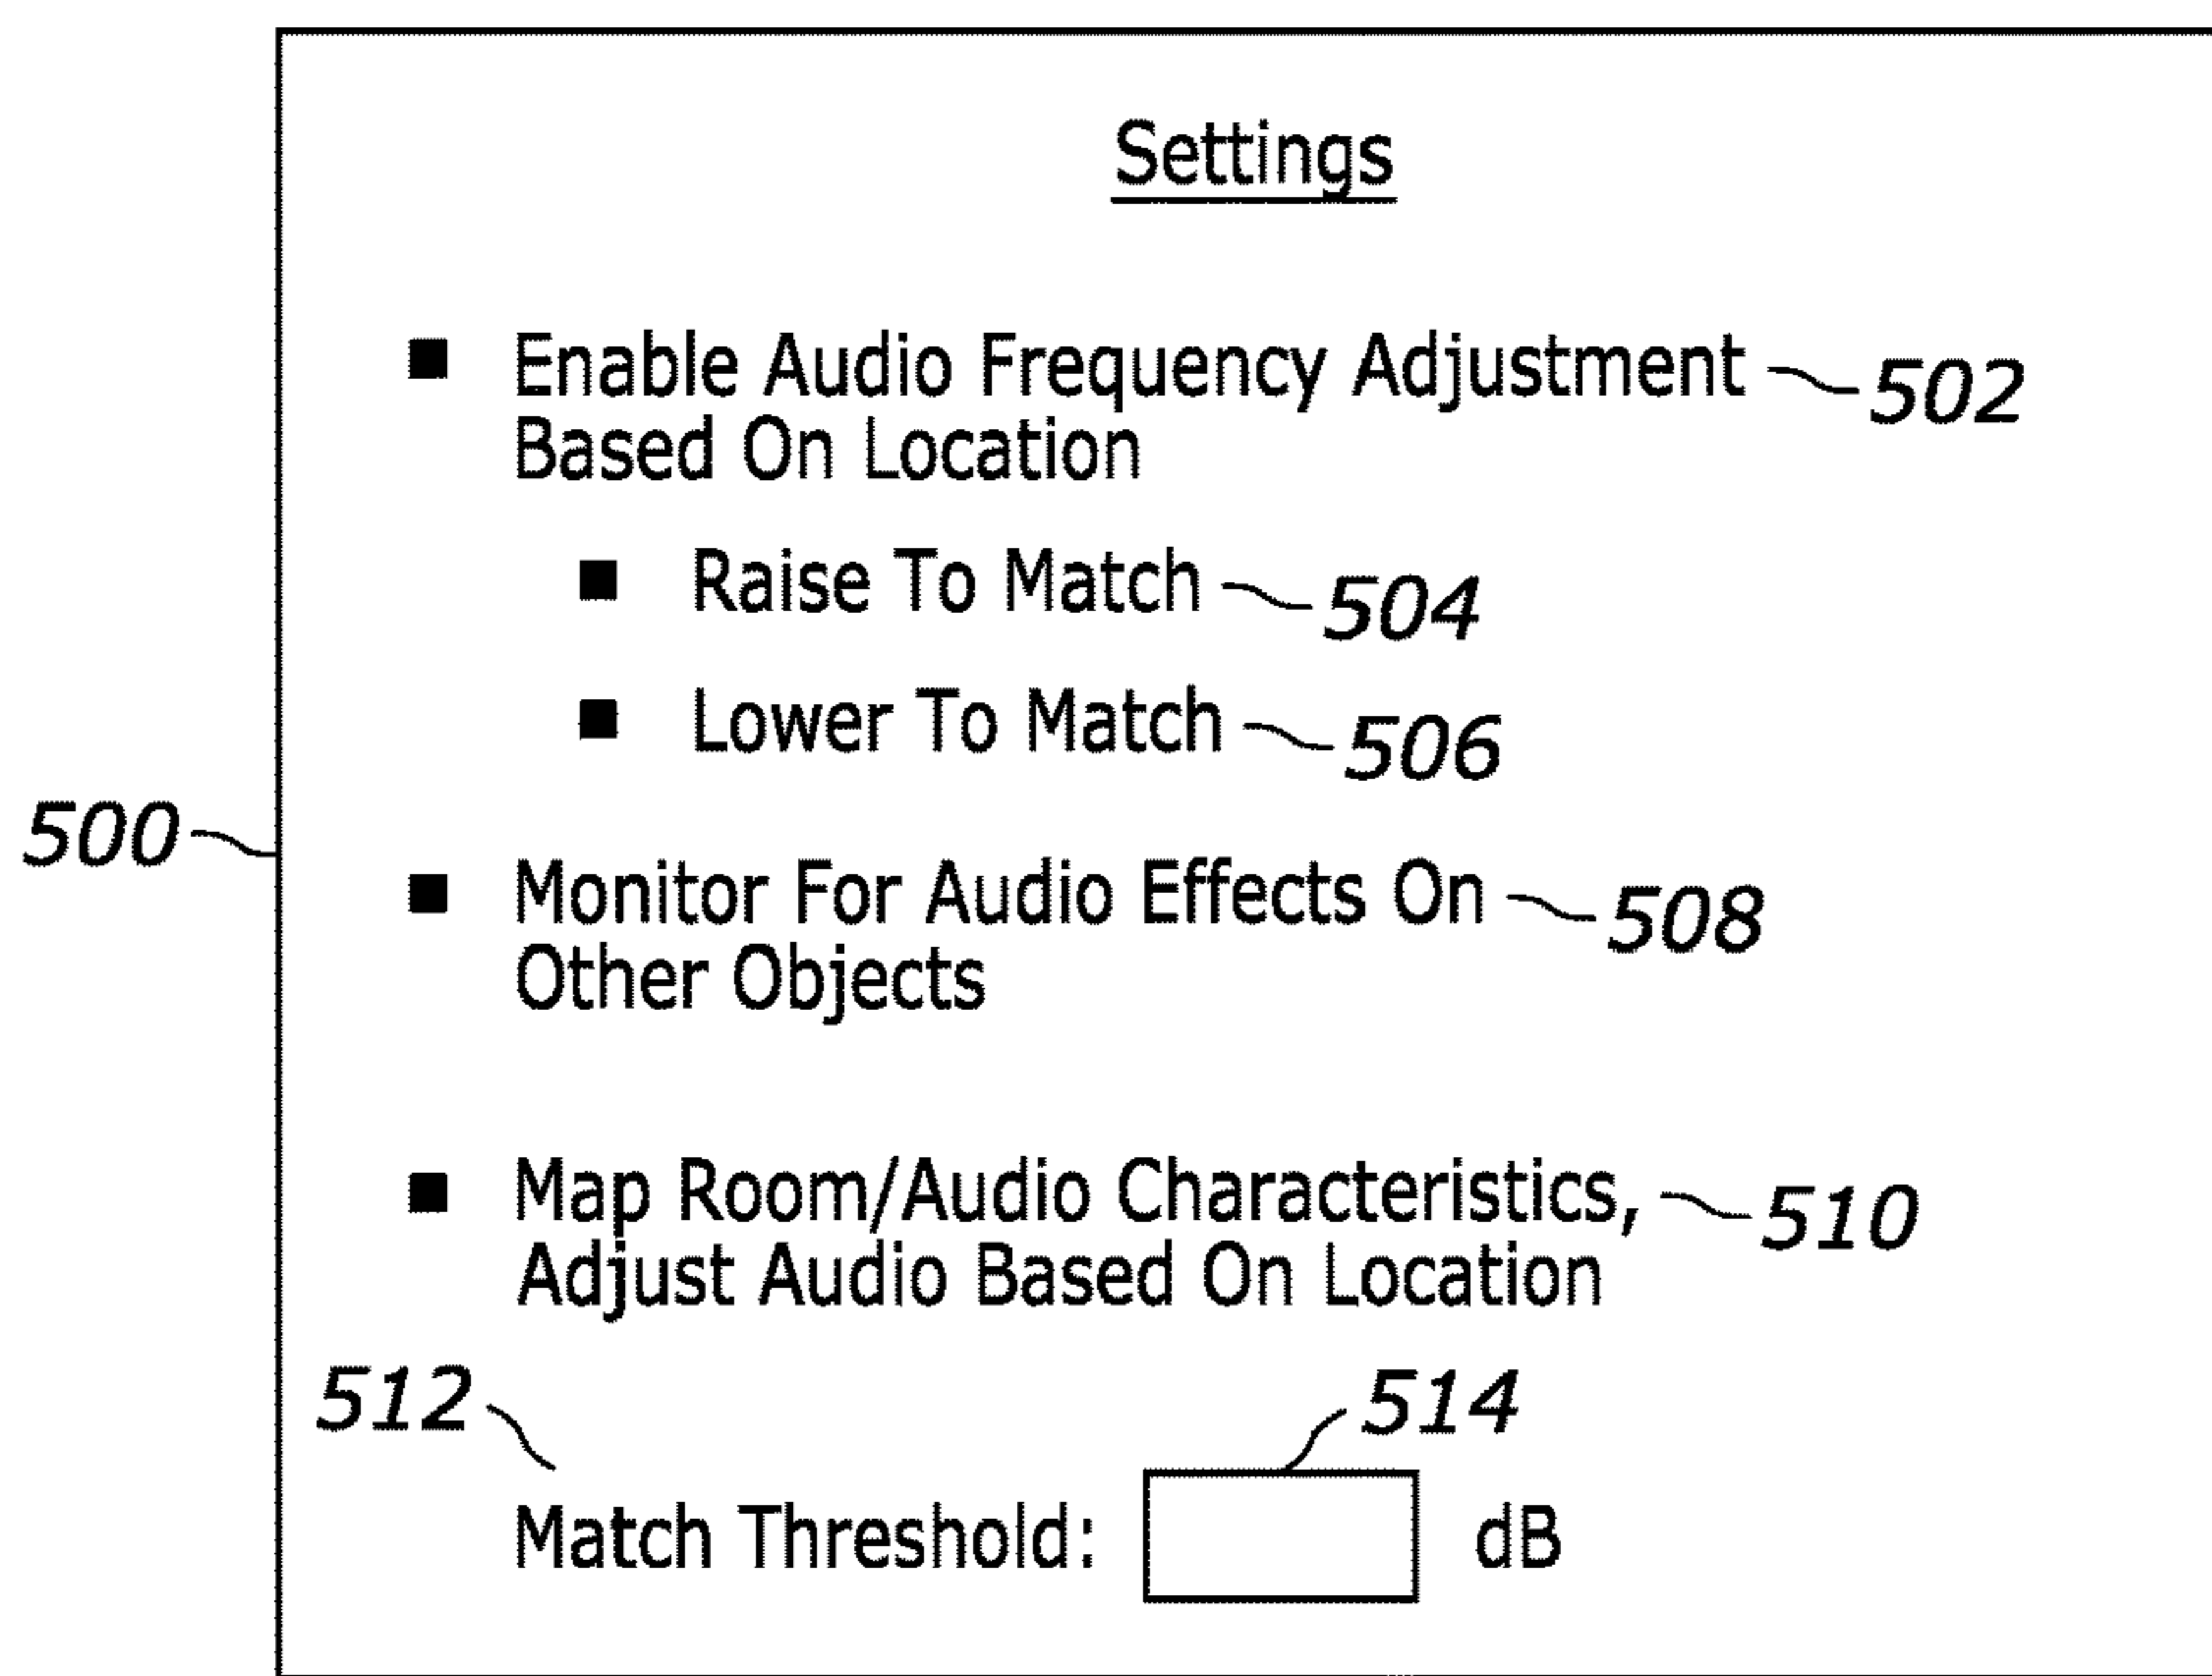 Settings
■ Enable Audio Frequency Adjustment 502
Based On Location
■ Raise To Match 504
■ Lower To Match 506
500
■ Monitor For Audio Effects On 508
Other Objects
■ Map Room/Audio Characteristics, 510
Adjust Audio Based On Location
512 514
Match Threshold: dB